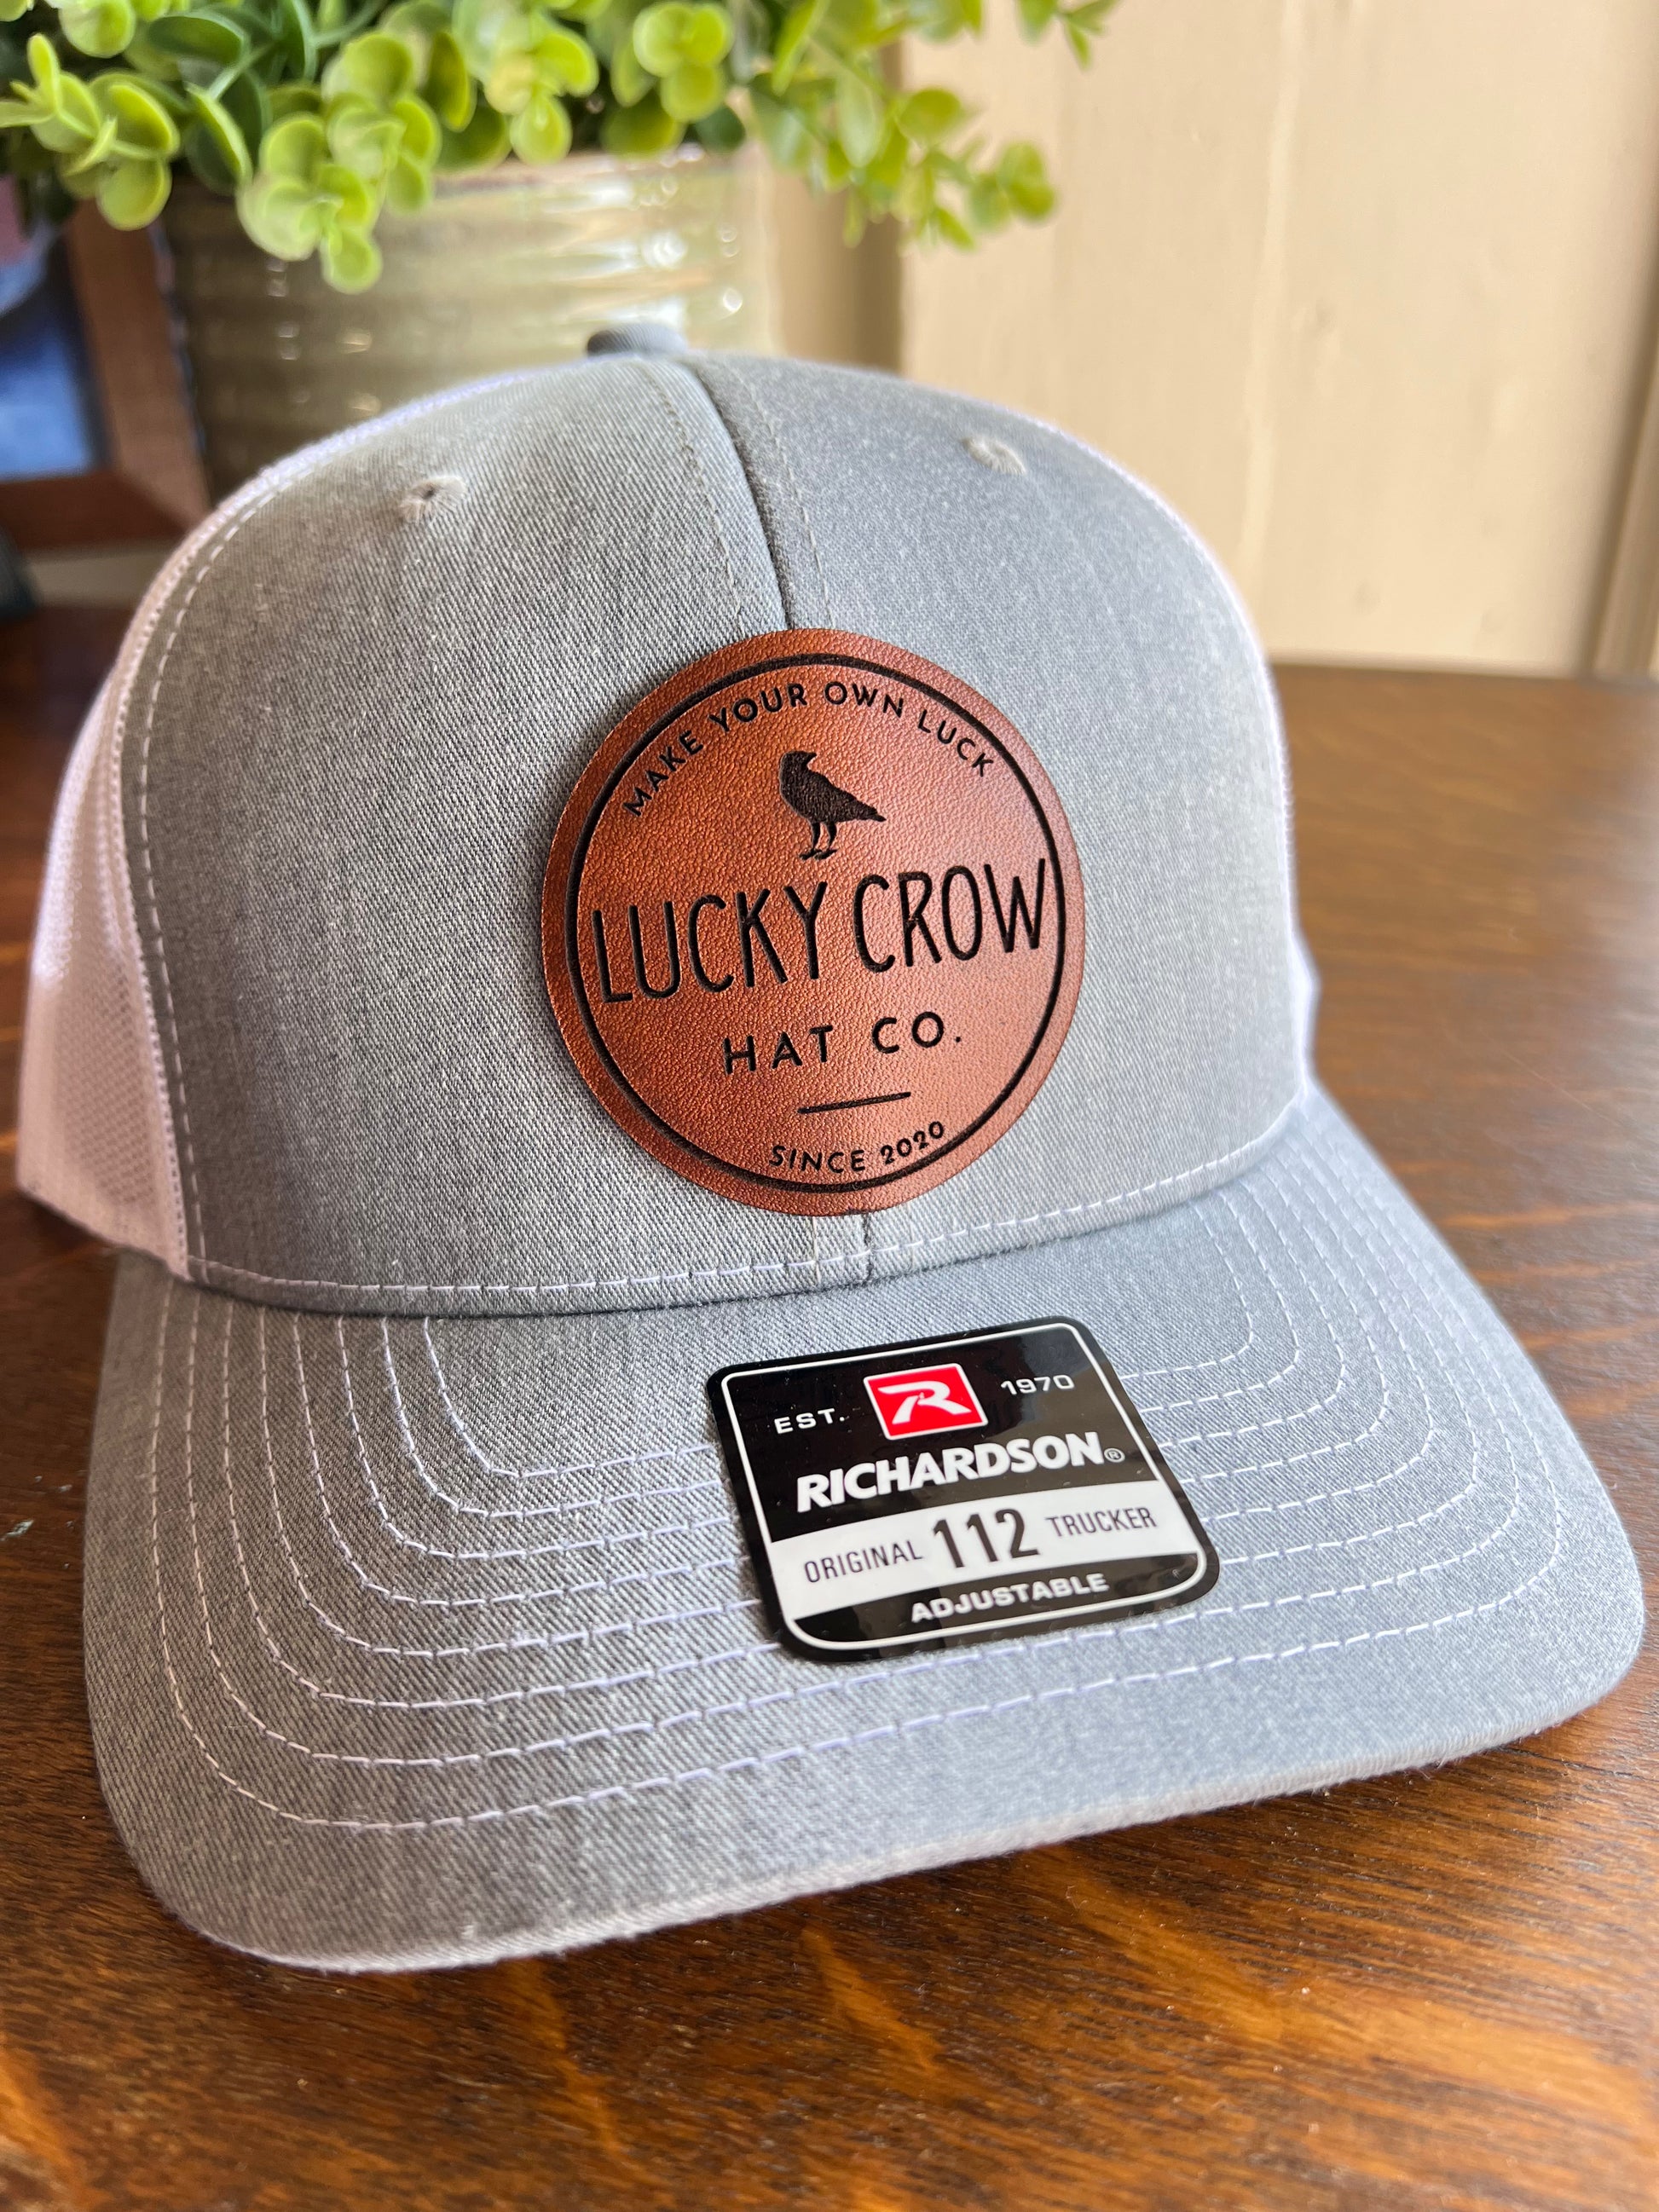 MAKE YOUR OWN LUCK
LUCKY CROW
HAT CO.
SINCE 2020
EST. R 1970
RICHARDSON®
ORIGINAL 112 TRUCKER
ADJUSTABLE